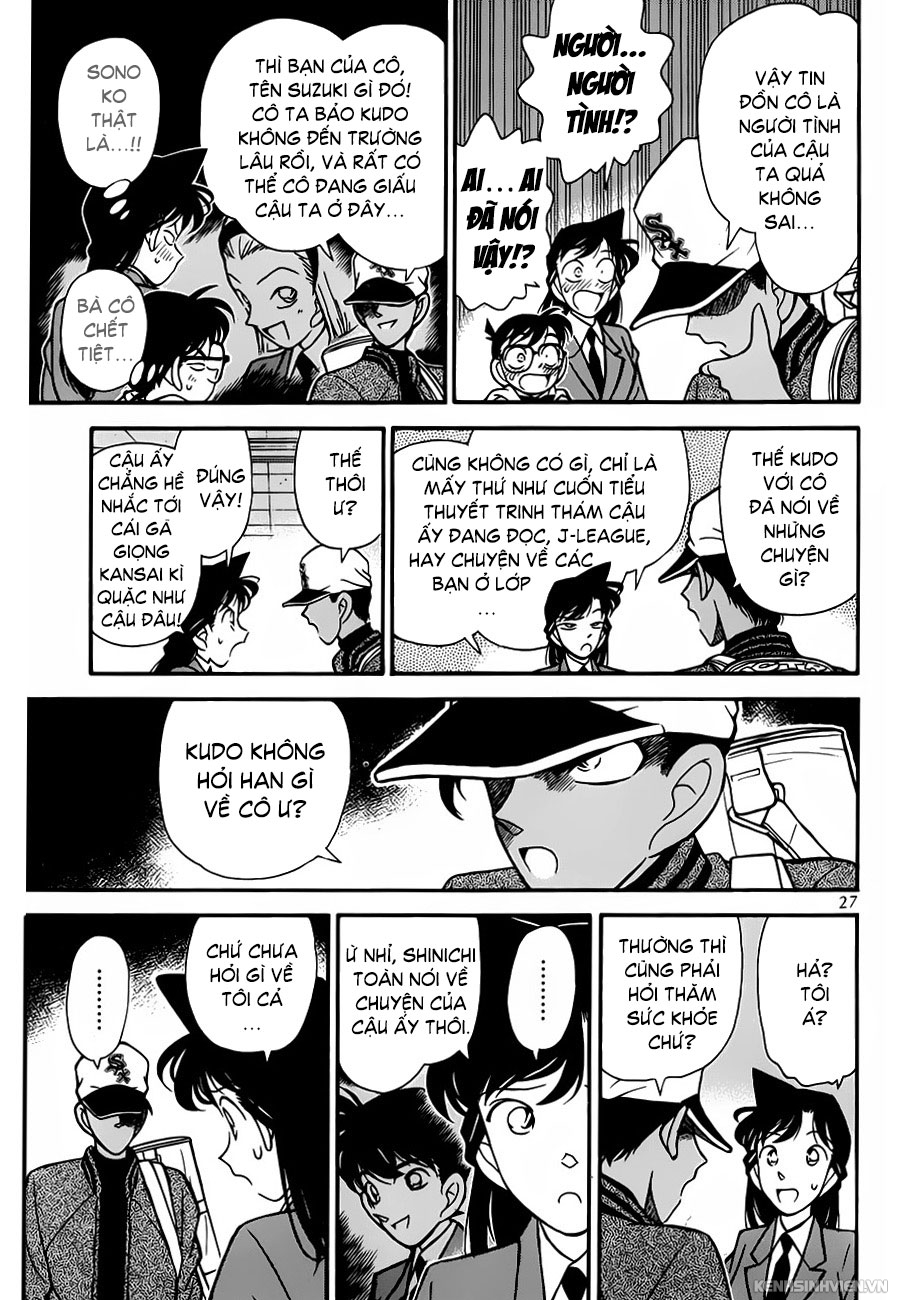 VẬY TIN
ĐỒN CÔ LÀ
NGƯỜI TÌNH
CỦA CẬU
TA QUẢ
KHÔNG
SAI...
NGƯỜI...
NGƯỜI
TÌNH!?
AI...AI
ĐÃ NÓI
VẬY!?
THÌ BẠN CỦA CÔ,
TÊN SUZUKI GÌ ĐÓ!
CÔ TA BẢO KUDO
KHÔNG ĐẾN TRƯỜNG
LÂU RỒI, VÀ RẤT CÓ
THỂ CÔ ĐANG GIẤU
CẬU TA Ở ĐÂY...
SONO
KO
THẬT
LÀ...!!
BÀ CÔ
CHẾT
TIỆT...
THẾ KUDO
VỚI CÔ
ĐÃ NÓI VỀ
NHỮNG
CHUYỆN
GÌ?
CŨNG KHÔNG CÓ GÌ, CHỈ LÀ
MẤY THỨ NHƯ CUỐN TIỂU
THUYẾT TRINH THÁM CẬU
ẤY ĐANG ĐỌC, J-LEAGUE,
HAY CHUYỆN VỀ CÁC
BẠN Ở LỚP
...
THẾ
THÔI
Ư?
ĐÚNG
VẬY!
CẬU ẤY
CHẲNG HỀ
NHẮC TỚI
CÁI GÃ
GIỌNG
KANSAI KÌ
QUẶC NHƯ
CẬU ĐÂU!
KUDO KHÔNG
HỎI HAN GÌ
VỀ CÔ Ư?
27
HẢ?
TÔI
Á?
THƯỜNG THÌ
CŨNG PHẢI
HỎI THĂM
SỨC KHỎE
CHỨ?
........
Ừ NHỈ, SHINICHI
TOÀN NÓI VỀ
CHUYỆN CỦA
CẬU ẤY THÔI.
CHỨ CHƯA
HỎI GÌ VỀ
TÔI CẢ
...
........
KENHSINHVIEN.VN